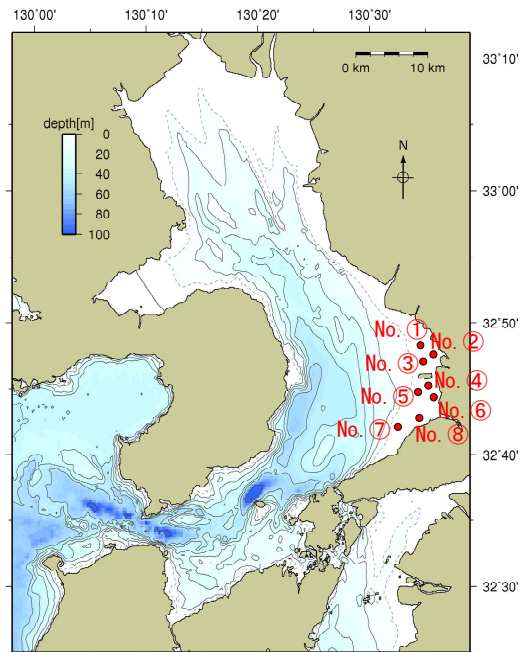 130°00' 130°10' 130°20' 130°30'
33°10'
0 km 10 km
depth[m]
0
20
40
60
80
100
N
33°00'
32°50'
No. ①
No. ②
No. ③
No. ④
No. ⑤
No. ⑥
No. ⑦
No. ⑧
32°40'
32°30'